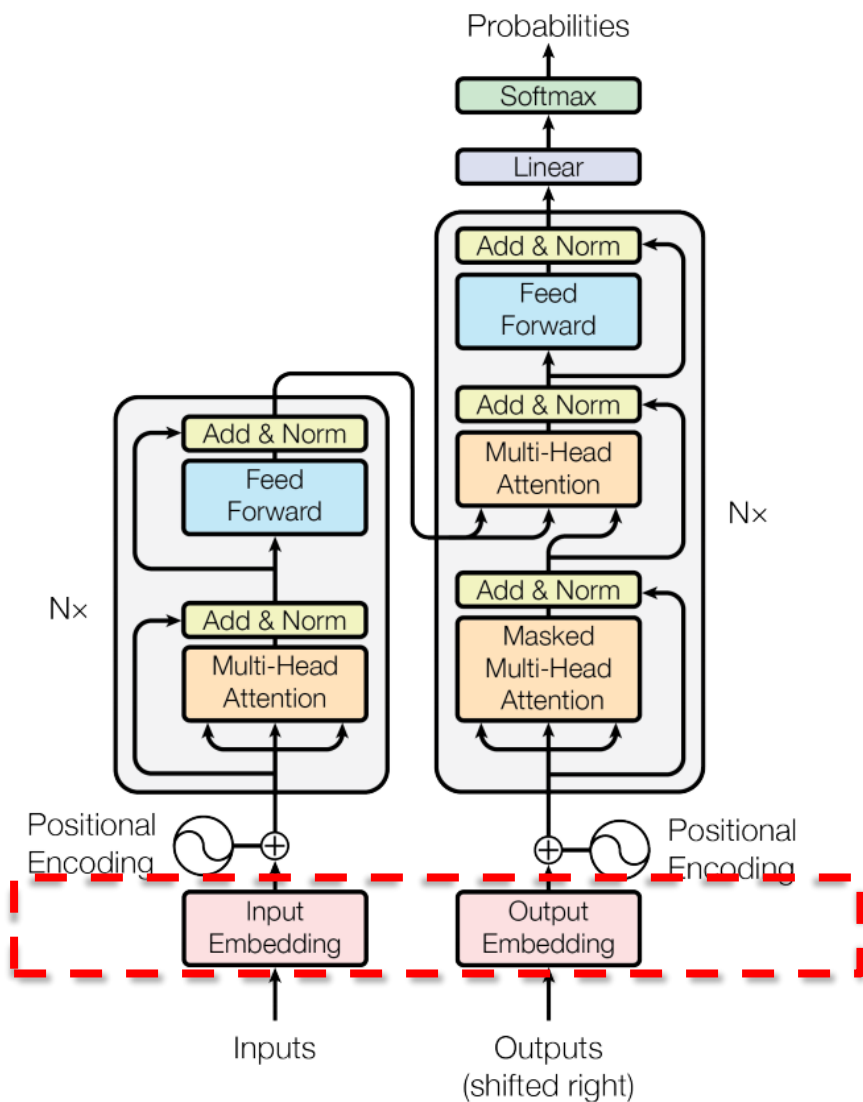 Probabilities
Softmax
Linear
Add & Norm
Feed
Forward
Add & Norm
Multi-Head
Attention
Add & Norm
Masked
Multi-Head
Attention
Nx
Add & Norm
Feed
Forward
Add & Norm
Multi-Head
Attention
Nx
Positional
Encoding
Positional
Encoding
Input
Embedding
Output
Embedding
Inputs
Outputs
(shifted right)